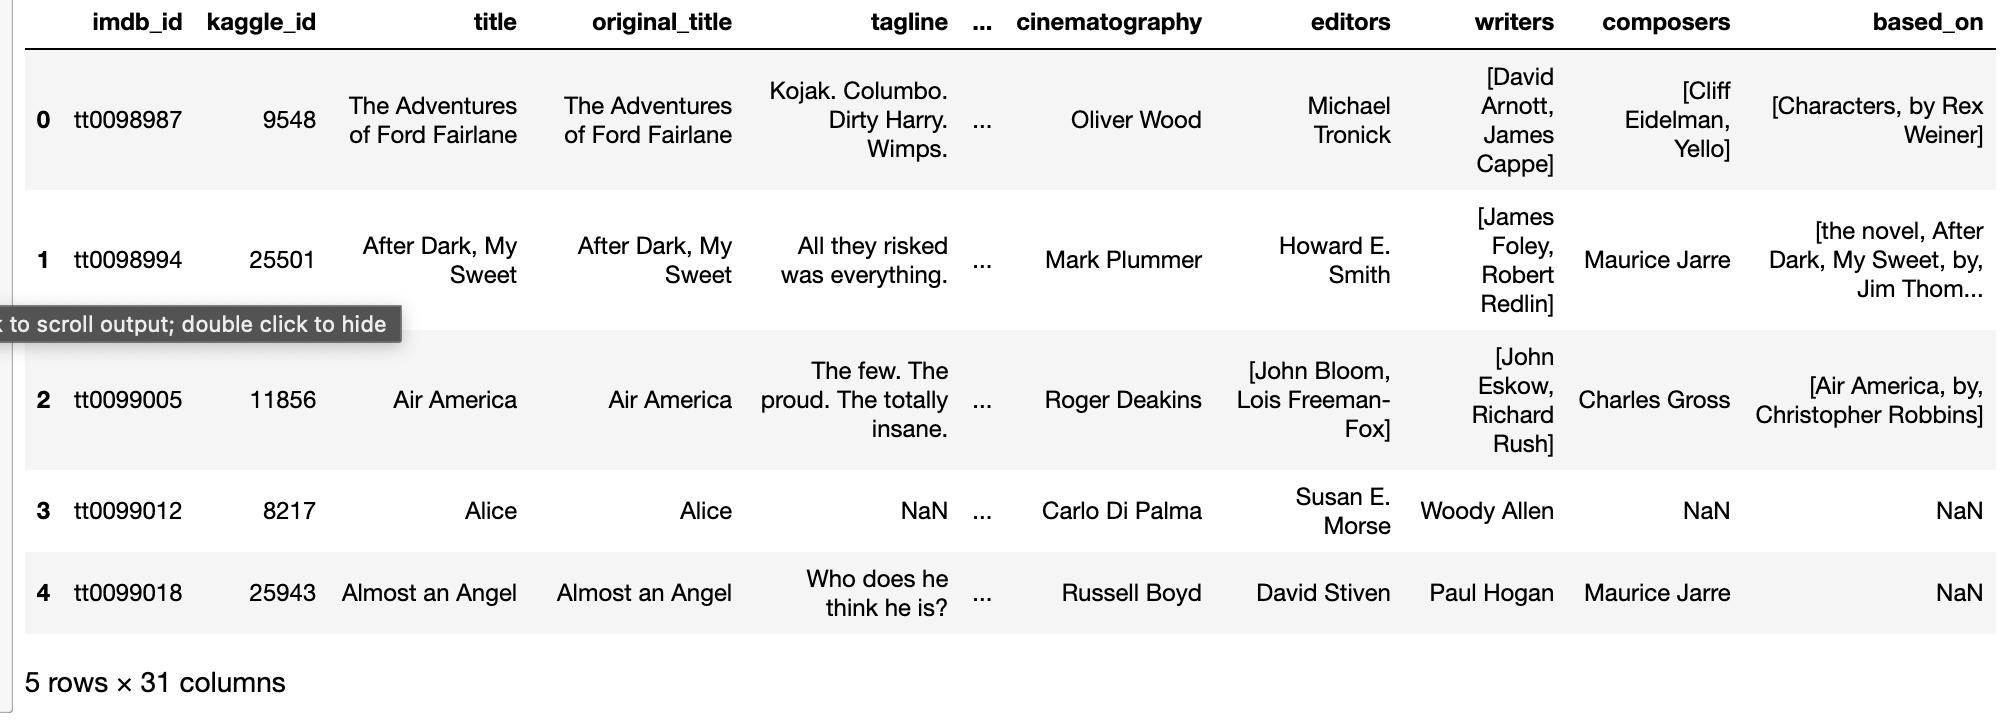 imdb_id kaggle_id title original_title tagline ... cinematography editors writers composers based_on
0 tt0098987 9548 The Adventures of Ford Fairlane The Adventures of Ford Fairlane Kojak. Columbo. Dirty Harry. Wimps. ... Oliver Wood Michael Tronick [David Arnott, James Cappe] [Cliff Eidelman, Yello] [Characters, by Rex Weiner]
1 tt0098994 25501 After Dark, My Sweet After Dark, My Sweet All they risked was everything. ... Mark Plummer Howard E. Smith [James Foley, Robert Redlin] Maurice Jarre [the novel, After Dark, My Sweet, by, Jim Thom...
to scroll output; double click to hide
2 tt0099005 11856 Air America Air America The few. The proud. The totally insane. ... Roger Deakins [John Bloom, Lois Freeman-Fox] [John Eskow, Richard Rush] Charles Gross [Air America, by, Christopher Robbins]
3 tt0099012 8217 Alice Alice NaN ... Carlo Di Palma Susan E. Morse Woody Allen NaN NaN
4 tt0099018 25943 Almost an Angel Almost an Angel Who does he think he is? ... Russell Boyd David Stiven Paul Hogan Maurice Jarre NaN
5 rows × 31 columns